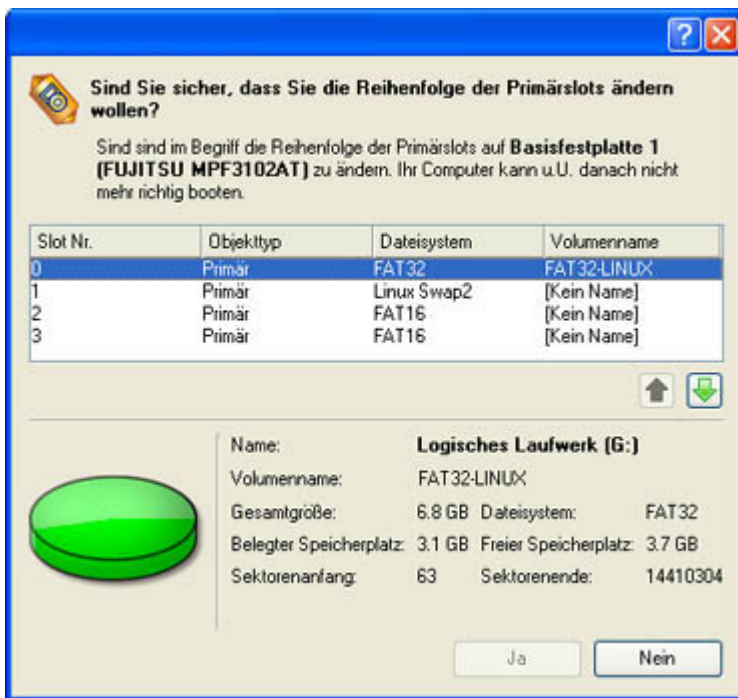 Sind Sie sicher, dass Sie die Reihenfolge der Primärslots ändern
wollen?
Sind sind im Begriff die Reihenfolge der Primärslots auf Basisfestplatte 1
(FUJITSU MPF3102AT) zu ändern. Ihr Computer kann u.U. danach nicht
mehr richtig booten.
Slot Nr. Objekttyp Dateisystem Volumenname
0 Primär FAT32 FAT32-LINUX
1 Primär Linux Swap2 [Kein Name]
2 Primär FAT16 [Kein Name]
3 Primär FAT16 [Kein Name]
Name: Logisches Laufwerk (G:)
Volumenname: FAT32-LINUX
Gesamtgröße: 6.8 GB Dateisystem: FAT32
Belegter Speicherplatz: 3.1 GB Freier Speicherplatz: 3.7 GB
Sektorenanfang: 63 Sektorenende: 14410304
Ja Nein